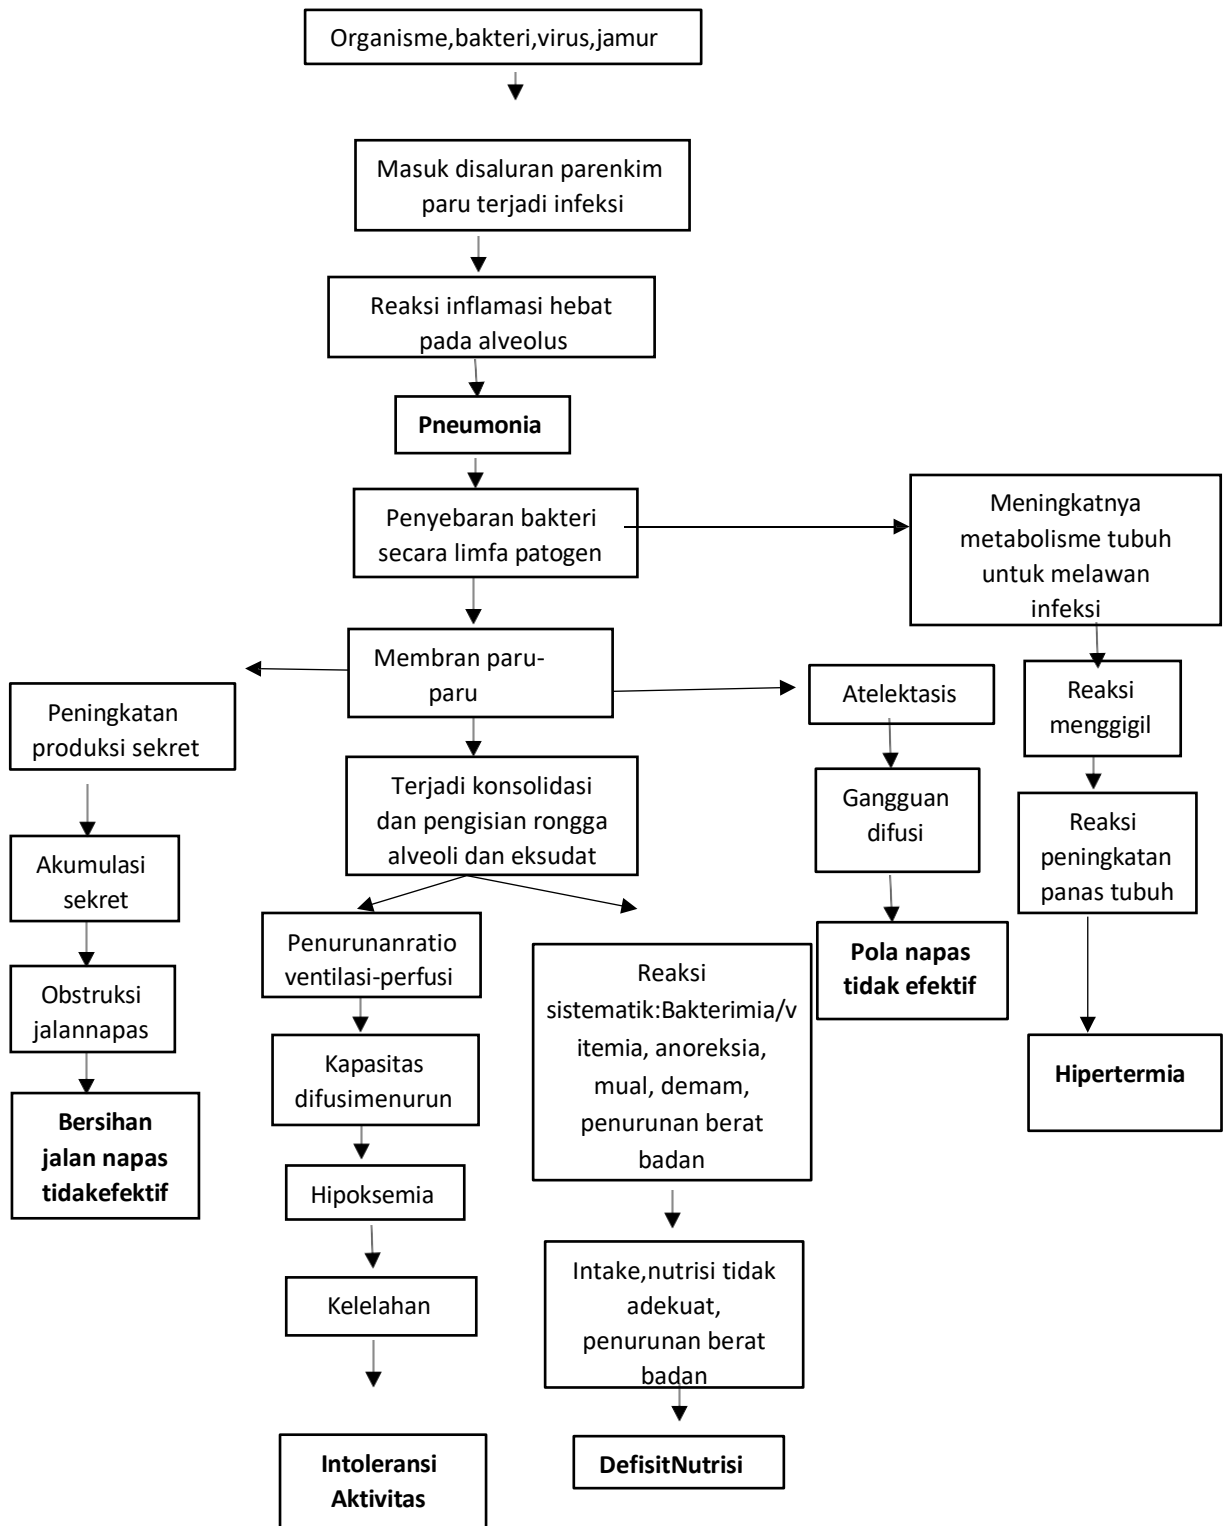 Organisme,bakteri,virus,jamur
Masuk disaluran parenkim
paru terjadi infeksi
Reaksi inflamasi hebat
pada alveolus
Pneumonia
Penyebaran bakteri
secara limfa patogen
Meningkatnya
metabolisme tubuh
untuk melawan
infeksi
Membran paru-
paru
Peningkatan
produksi sekret
Akumulasi
sekret
Obstruksi
jalannapas
Bersihan
jalan napas
tidakefektif
Terjadi konsolidasi
dan pengisian rongga
alveoli dan eksudat
Penurunanratio
ventilasi-perfusi
Kapasitas
difusimenurun
Hipoksemia
Kelelahan
Intoleransi
Aktivitas
Reaksi
sistematik:Bakterimia/v
itemia, anoreksia,
mual, demam,
penurunan berat
badan
Intake,nutrisi tidak
adekuat,
penurunan berat
badan
DefisitNutrisi
Atelektasis
Gangguan
difusi
Pola napas
tidak efektif
Reaksi
menggigil
Reaksi
peningkatan
panas tubuh
Hipertermia